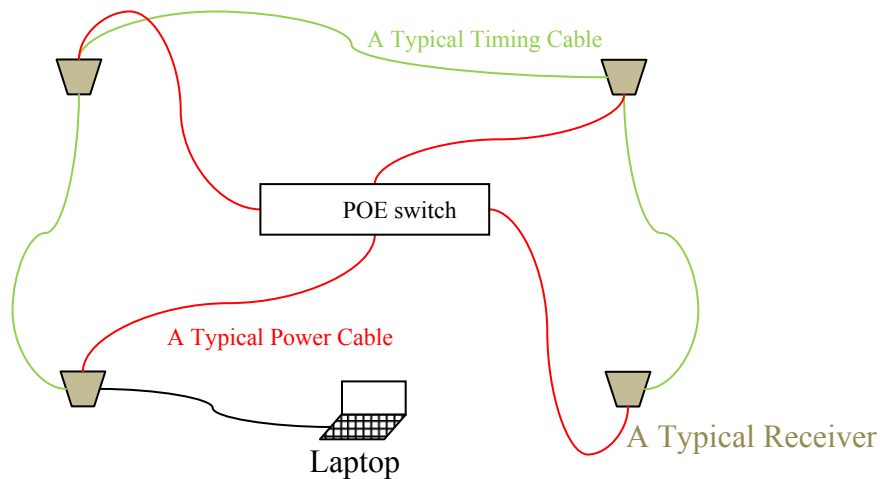 A Typical Timing Cable
POE switch
A Typical Power Cable
A Typical Receiver
Laptop